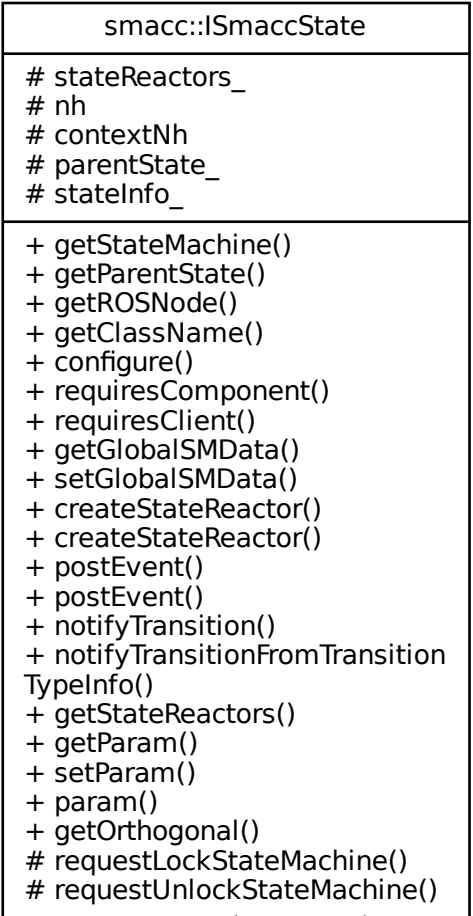 smacc::ISmaccState
# stateReactors_
# nh
# contextNh
# parentState_
# stateInfo_
+ getStateMachine()
+ getParentState()
+ getROSNode()
+ getClassName()
+ configure()
+ requiresComponent()
+ requiresClient()
+ getGlobalSMData()
+ setGlobalSMData()
+ createStateReactor()
+ createStateReactor()
+ postEvent()
+ postEvent()
+ notifyTransition()
+ notifyTransitionFromTransition
TypeInfo()
+ getStateReactors()
+ getParam()
+ setParam()
+ param()
+ getOrthogonal()
# requestLockStateMachine()
# requestUnlockStateMachine()